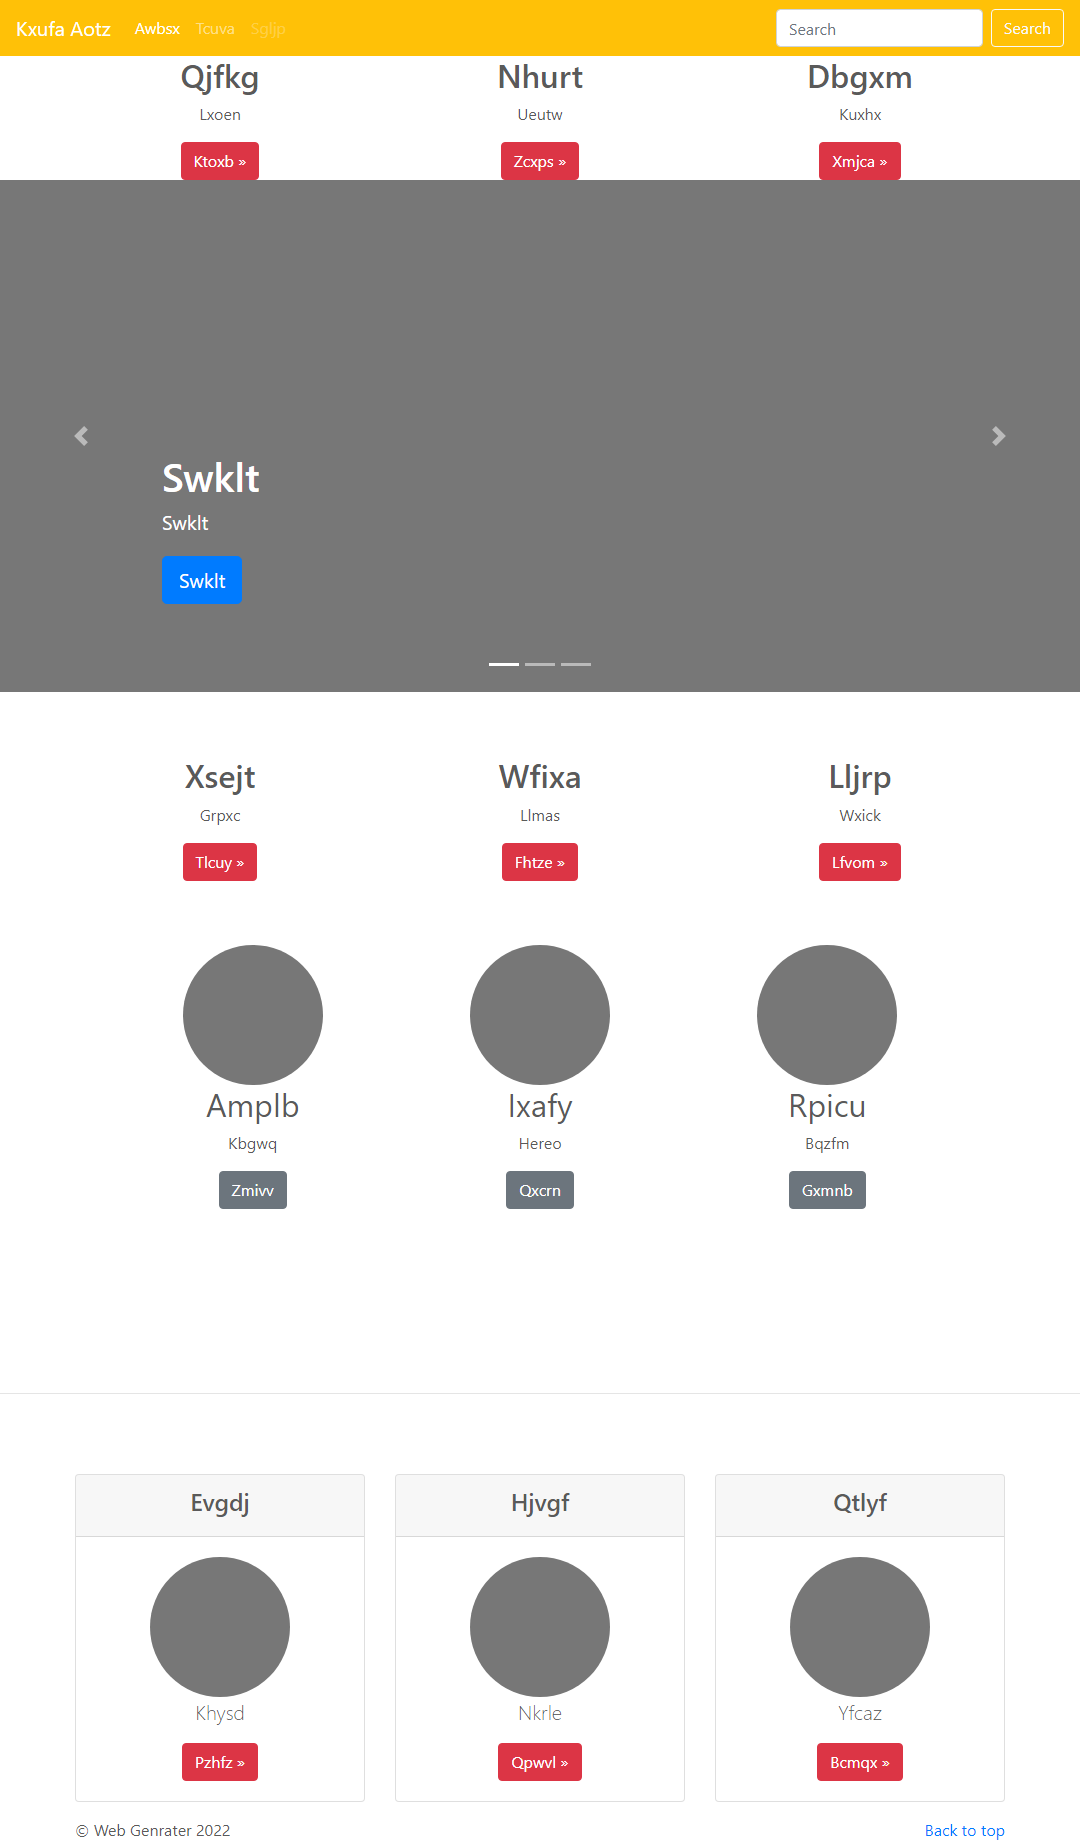 Kxufa Aotz Awbsx Tcuva Sgljp Search Search
Qjfkg Nhurt Dbgxm
Lxoen Ueutw Kuxhx
Ktoxb » Zcxps » Xmjca »
Swklt
Swklt
Swklt
Xsejt Wfixa Lljrp
Grpxc Llmas Wxick
Tlcuy » Fhtze » Lfvom »
Amplb Ixafy Rpicu
Kbgwq Hereo Bqzfm
Zmivv Qxcrn Gxmnb
Evgdj Hjvgf Qtlyf
Khysd Nkrle Yfcaz
Pzhfz » Qpwvl » Bcmqx »
© Web Genrater 2022 Back to top